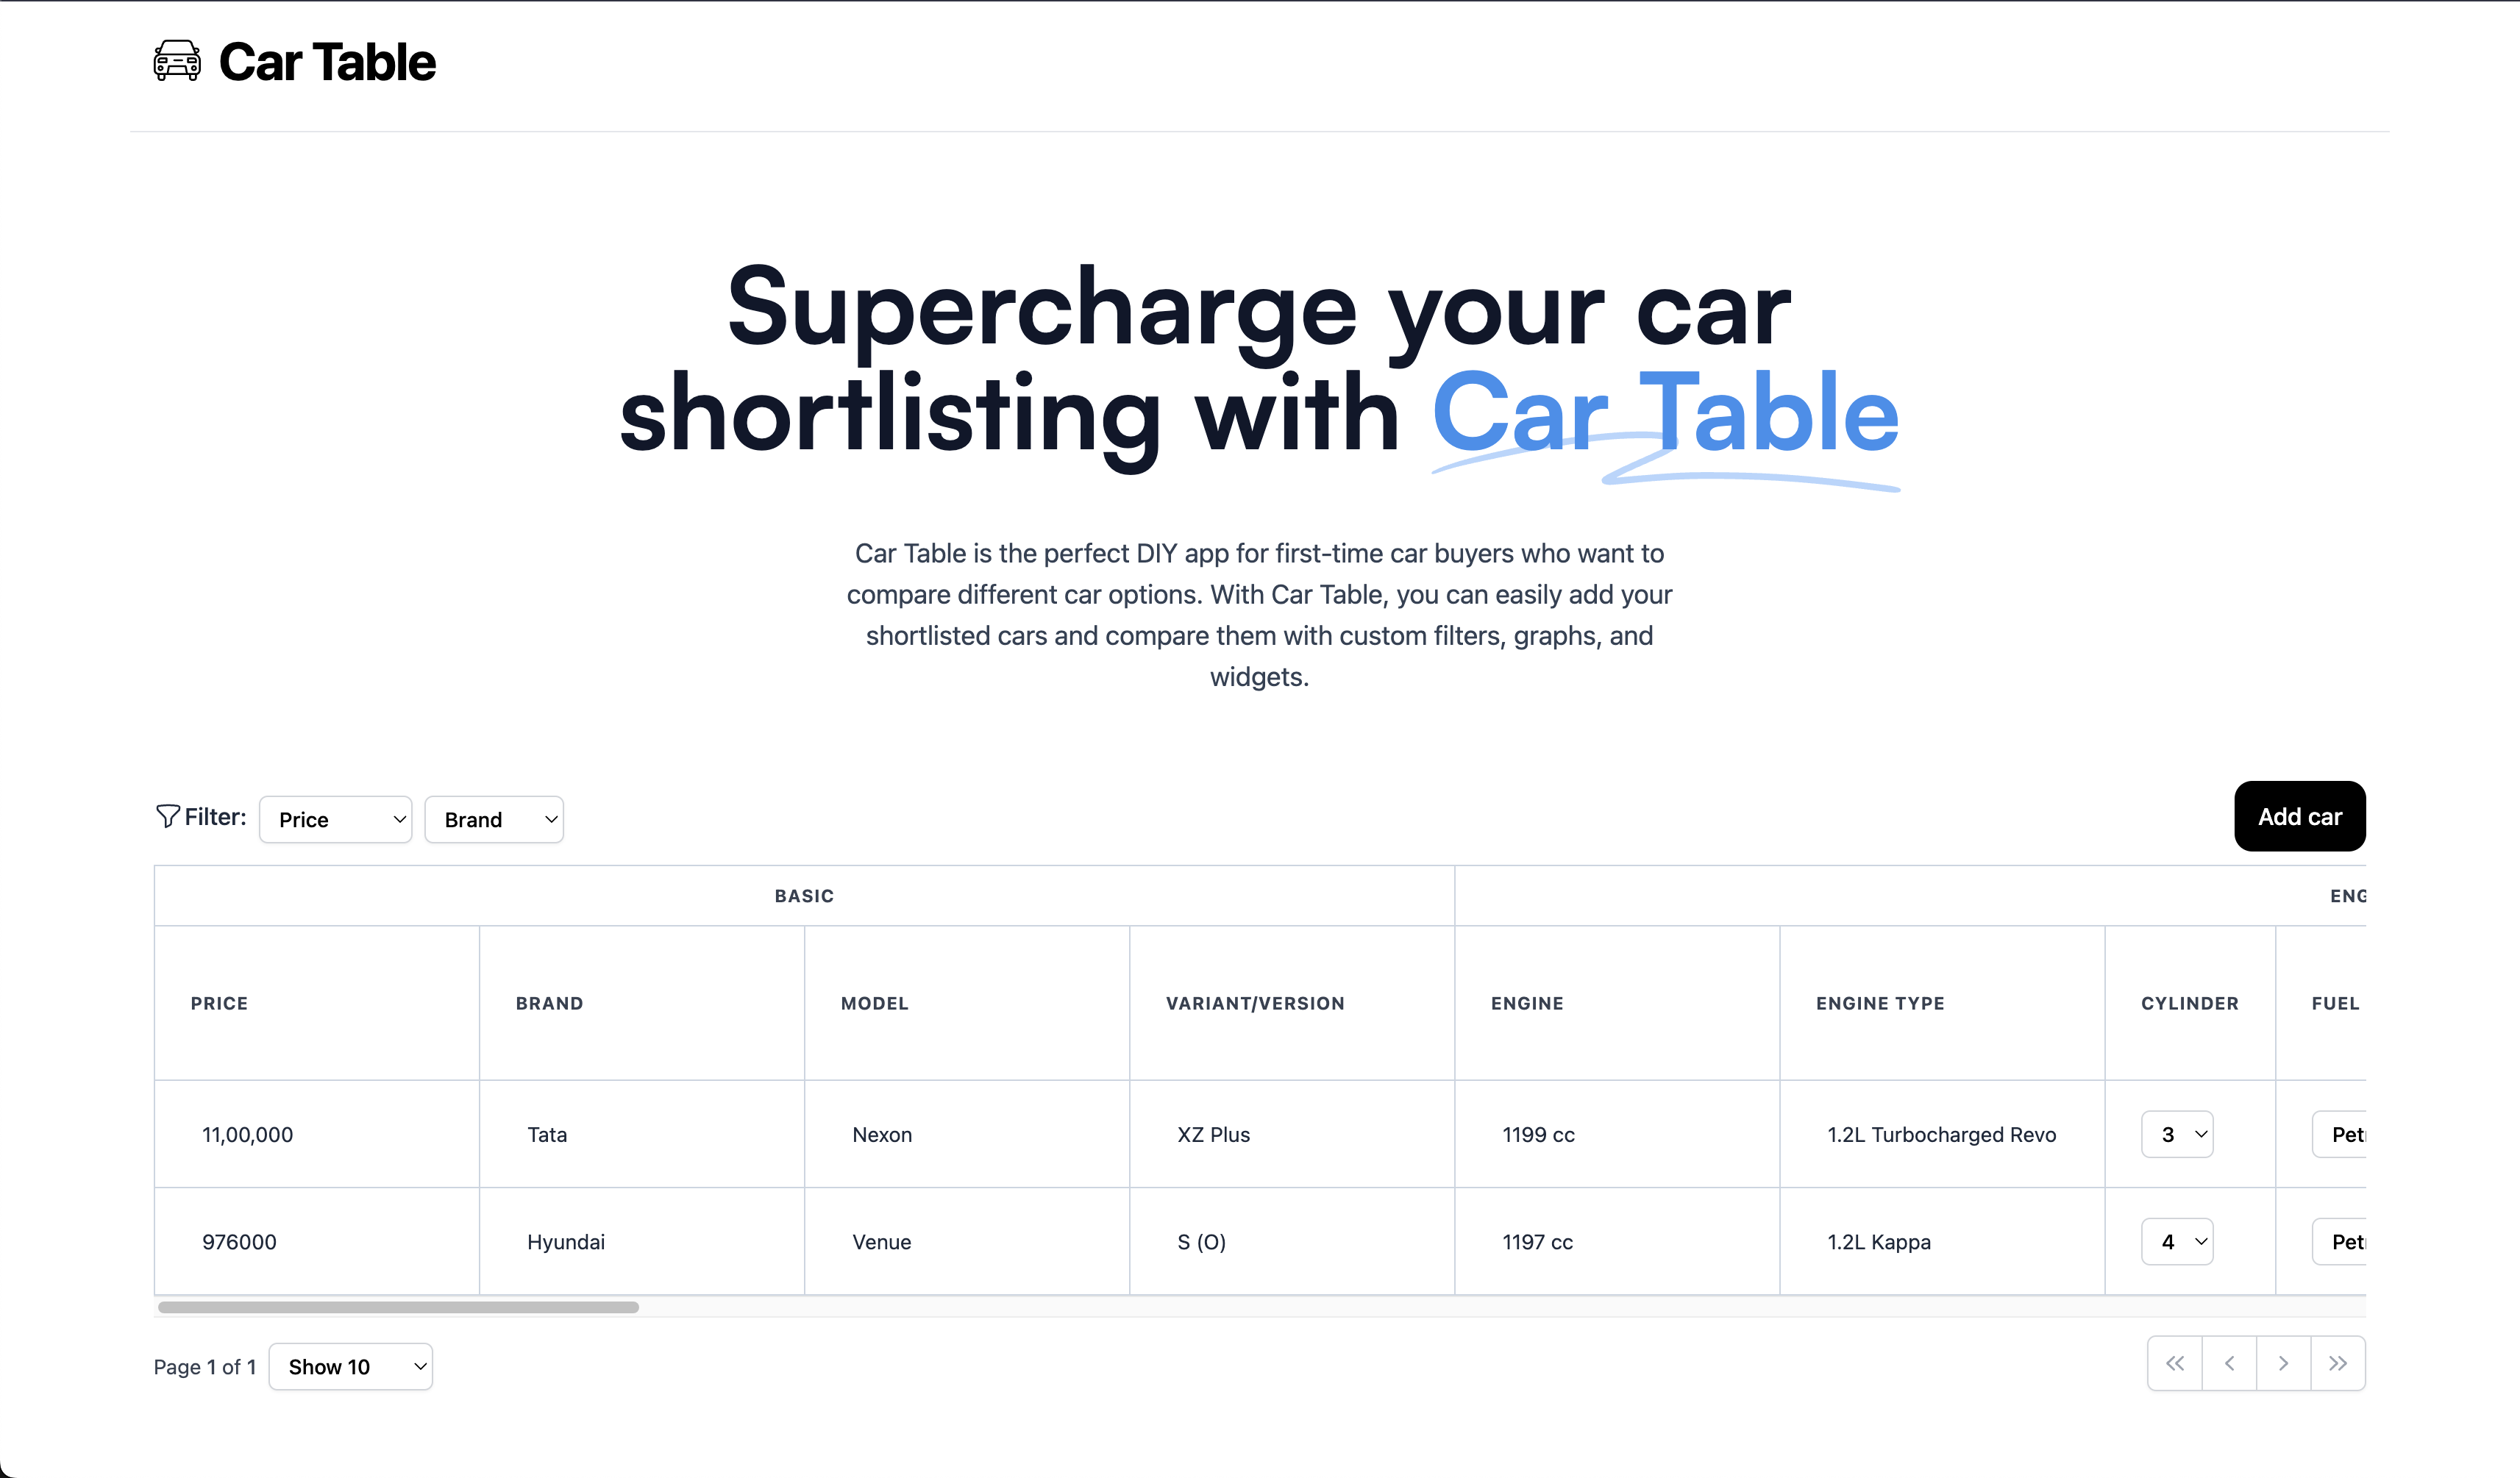 Car Table
Supercharge your car
shortlisting with Car Table
Car Table is the perfect DIY app for first-time car buyers who want to
compare different car options. With Car Table, you can easily add your
shortlisted cars and compare them with custom filters, graphs, and
widgets.
Filter: Price Brand Add car
BASIC ENG
PRICE BRAND MODEL VARIANT/VERSION ENGINE ENGINE TYPE CYLINDER FUEL
11,00,000 Tata Nexon XZ Plus 1199 cc 1.2L Turbocharged Revo 3 Pet
976000 Hyundai Venue S (O) 1197 cc 1.2L Kappa 4 Pet
Page 1 of 1 Show 10